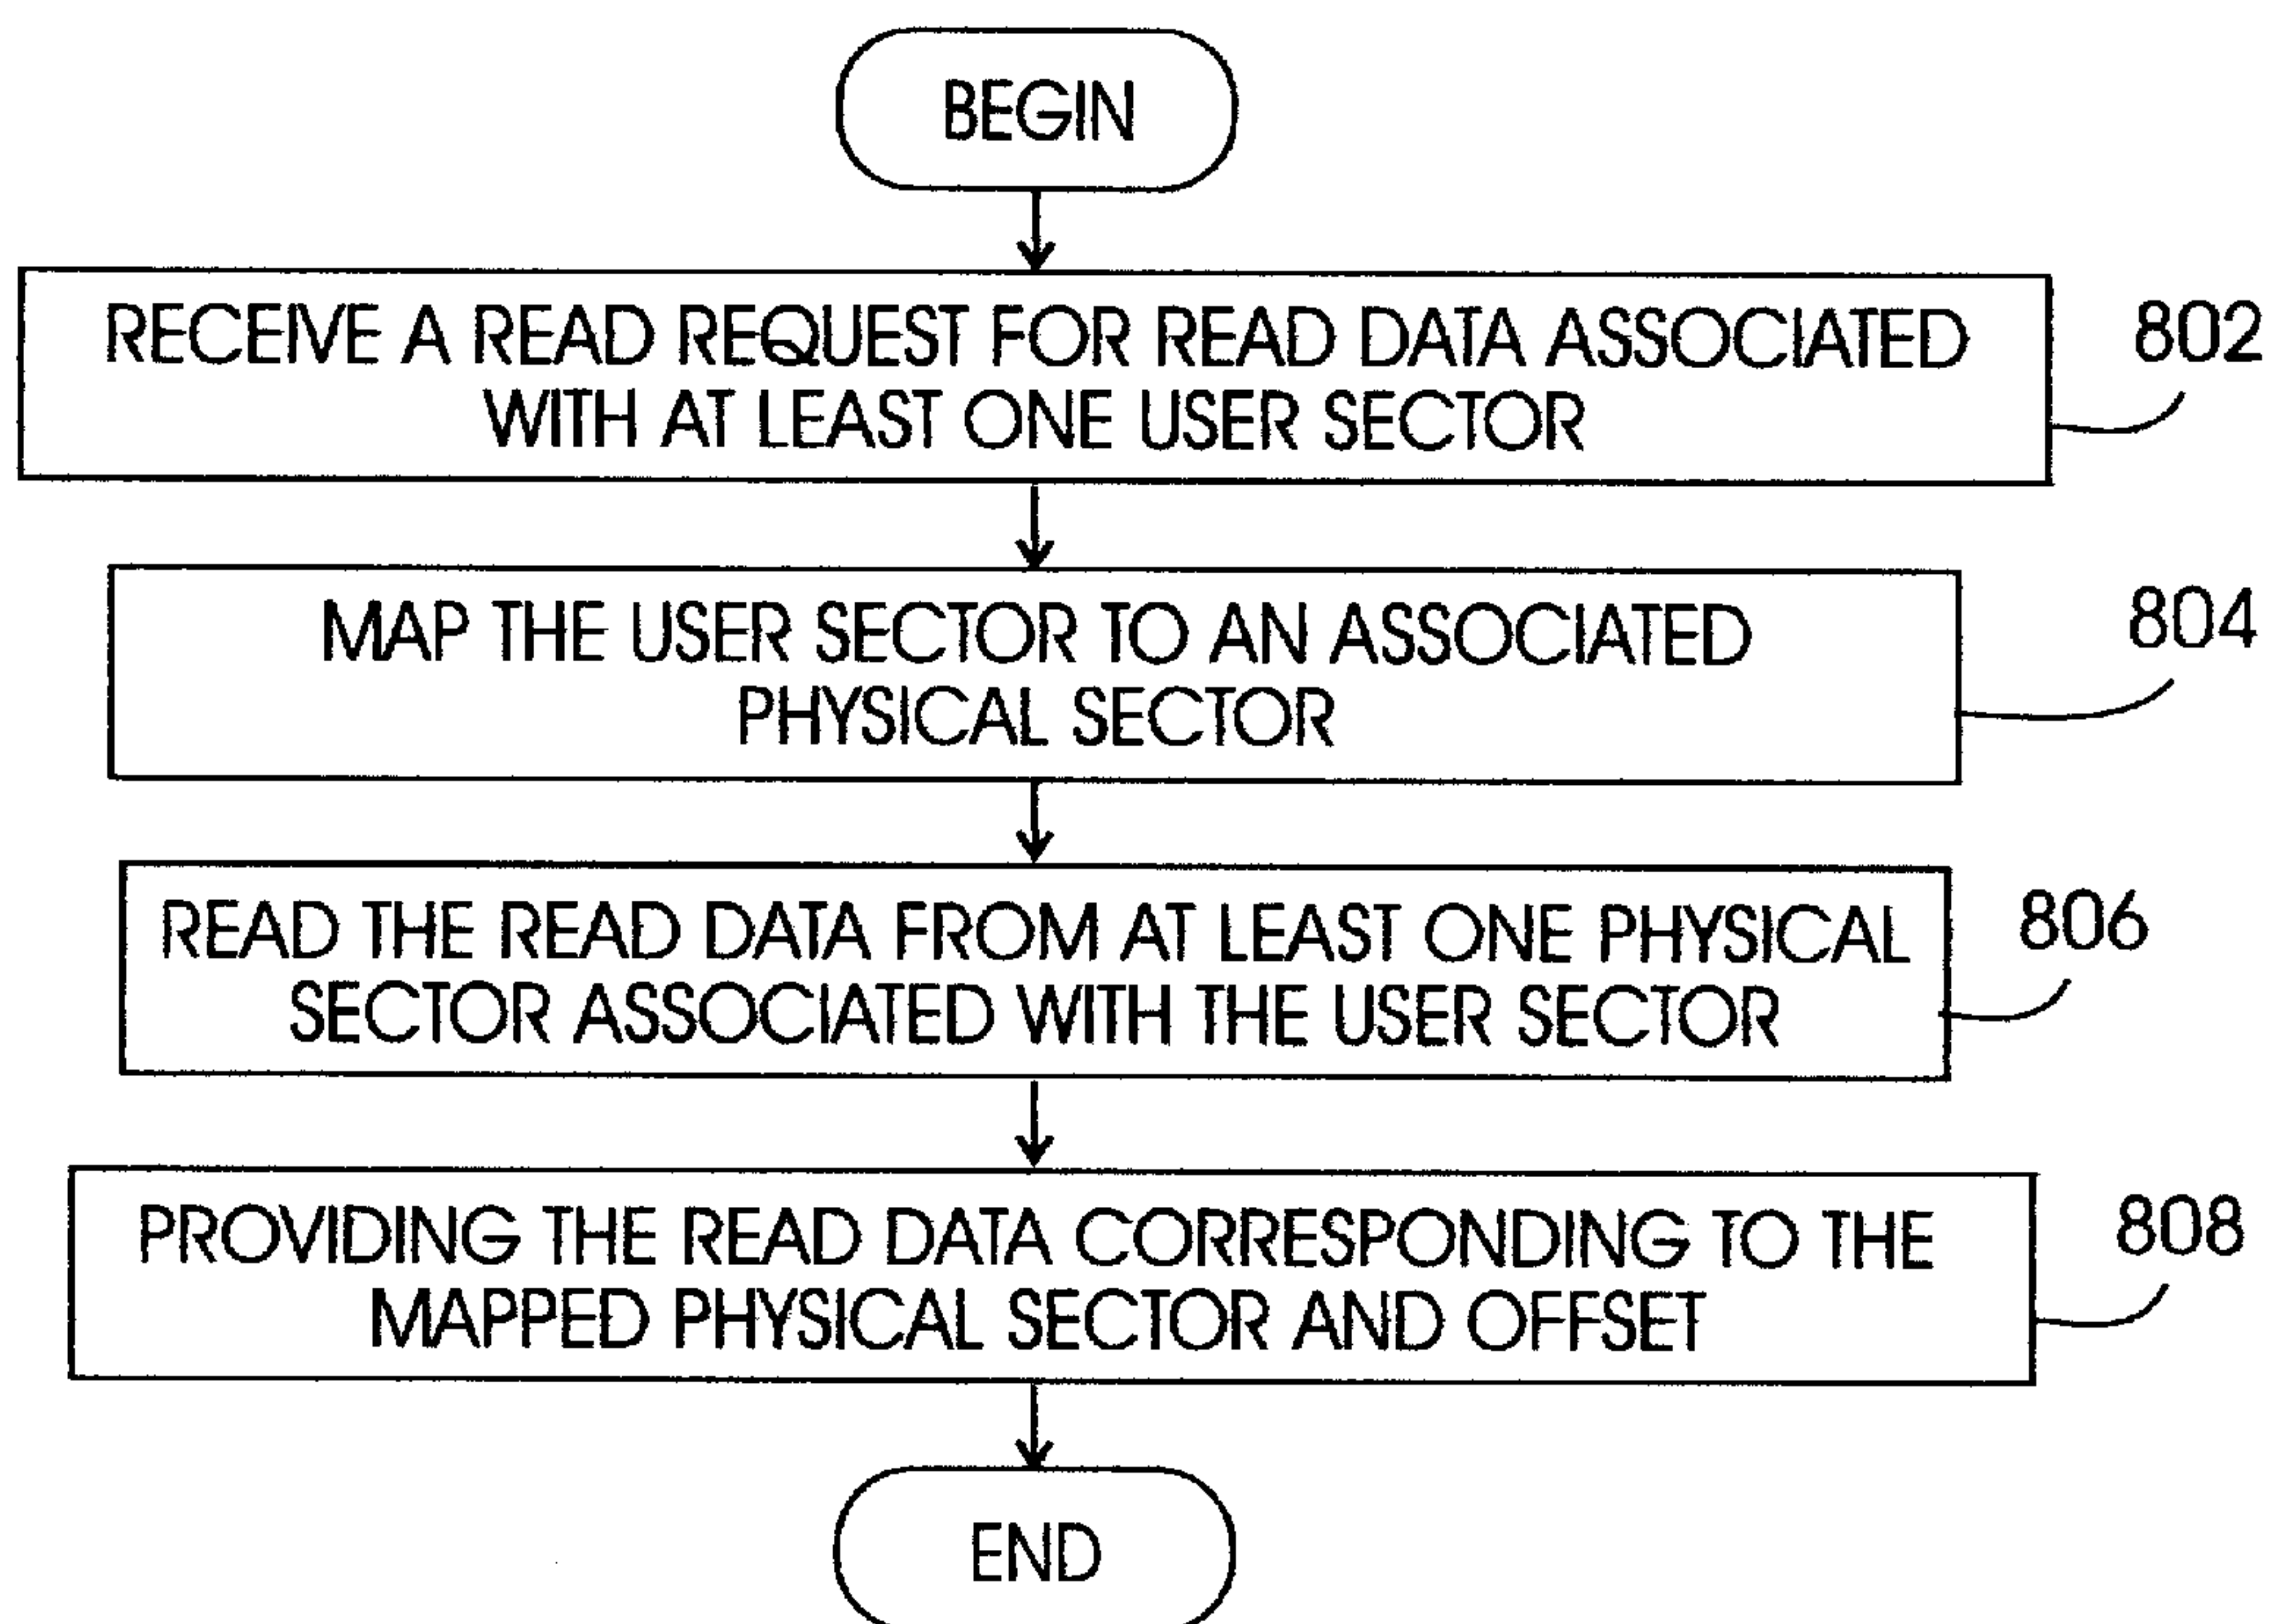 BEGIN
RECEIVE A READ REQUEST FOR READ DATA ASSOCIATED
WITH AT LEAST ONE USER SECTOR
802
MAP THE USER SECTOR TO AN ASSOCIATED
PHYSICAL SECTOR
804
READ THE READ DATA FROM AT LEAST ONE PHYSICAL
SECTOR ASSOCIATED WITH THE USER SECTOR
806
PROVIDING THE READ DATA CORRESPONDING TO THE
MAPPED PHYSICAL SECTOR AND OFFSET
808
END